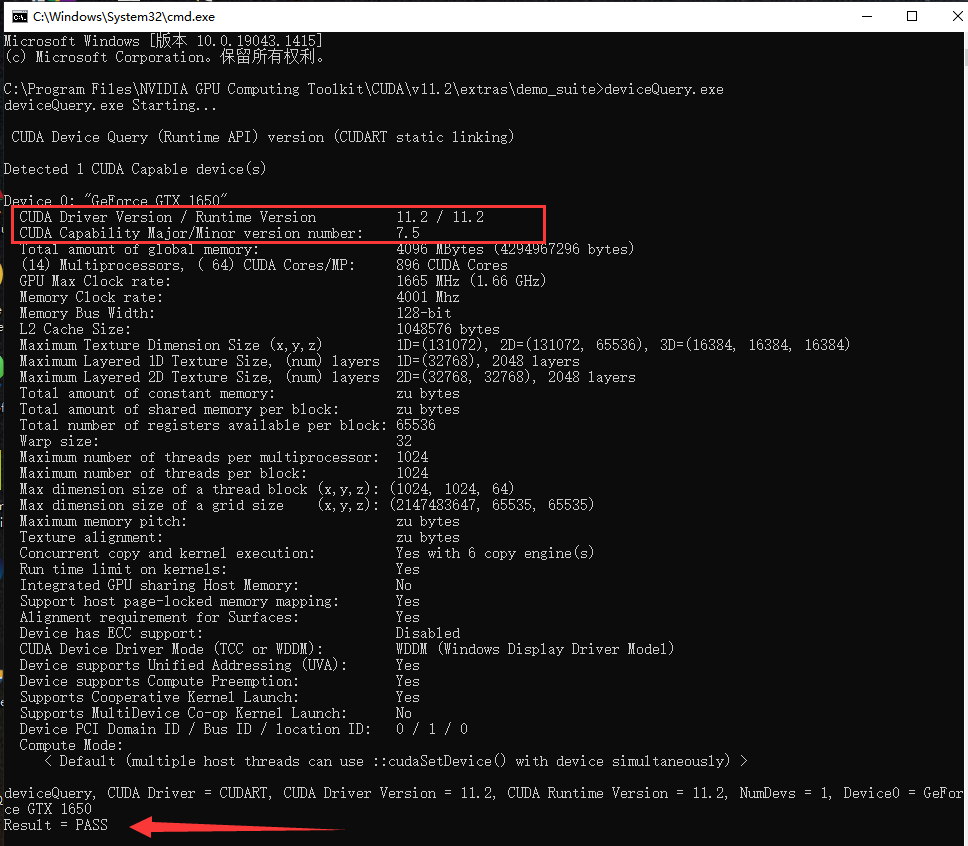 C:\Windows\System32\cmd.exe
Microsoft Windows [版本 10.0.19043.1415]
(c) Microsoft Corporation。保留所有权利。
C:\Program Files\NVIDIA GPU Computing Toolkit\CUDA\v11.2\extras\demo_suite>deviceQuery.exe
deviceQuery.exe Starting...
CUDA Device Query (Runtime API) version (CUDART static linking)
Detected 1 CUDA Capable device(s)
Device 0: "GeForce GTX 1650"
CUDA Driver Version / Runtime Version 11.2 / 11.2
CUDA Capability Major/Minor version number: 7.5
Total amount of global memory: 4096 MBytes (4294967296 bytes)
(14) Multiprocessors, ( 64) CUDA Cores/MP: 896 CUDA Cores
GPU Max Clock rate: 1665 MHz (1.66 GHz)
Memory Clock rate: 4001 Mhz
Memory Bus Width: 128-bit
L2 Cache Size: 1048576 bytes
Maximum Texture Dimension Size (x,y,z) 1D=(131072), 2D=(131072, 65536), 3D=(16384, 16384, 16384)
Maximum Layered 1D Texture Size, (num) layers 1D=(32768), 2048 layers
Maximum Layered 2D Texture Size, (num) layers 2D=(32768, 32768), 2048 layers
Total amount of constant memory: zu bytes
Total amount of shared memory per block: zu bytes
Total number of registers available per block: 65536
Warp size: 32
Maximum number of threads per multiprocessor: 1024
Maximum number of threads per block: 1024
Max dimension size of a thread block (x,y,z): (1024, 1024, 64)
Max dimension size of a grid size (x,y,z): (2147483647, 65535, 65535)
Maximum memory pitch: zu bytes
Texture alignment: zu bytes
Concurrent copy and kernel execution: Yes with 6 copy engine(s)
Run time limit on kernels: Yes
Integrated GPU sharing Host Memory: No
Support host page-locked memory mapping: Yes
Alignment requirement for Surfaces: Yes
Device has ECC support: Disabled
CUDA Device Driver Mode (TCC or WDDM): WDDM (Windows Display Driver Model)
Device supports Unified Addressing (UVA): Yes
Device supports Compute Preemption: Yes
Supports Cooperative Kernel Launch: Yes
Supports MultiDevice Co-op Kernel Launch: No
Device PCI Domain ID / Bus ID / location ID: 0 / 1 / 0
Compute Mode:
< Default (multiple host threads can use ::cudaSetDevice() with device simultaneously) >
deviceQuery, CUDA Driver = CUDART, CUDA Driver Version = 11.2, CUDA Runtime Version = 11.2, NumDevs = 1, Device0 = GeFor
ce GTX 1650
Result = PASS